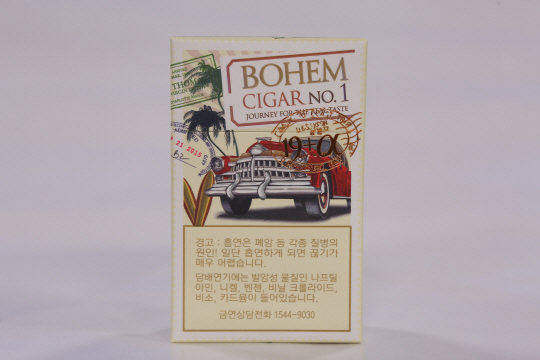 THOM
BOHEM
CIGAR NO. 1
JOURNEY FOR THE NEW TASTE
21 2015
19+α
경고 : 흡연은 폐암 등 각종 질병의
원인! 일단 흡연하게 되면 끊기가
매우 어렵습니다.
담배연기에는 발암성 물질인 나프틸
아민, 니켈, 벤젠, 비닐 크롤라이드,
비소, 카드뮴이 들어있습니다.
금연상담전화 1544-9030